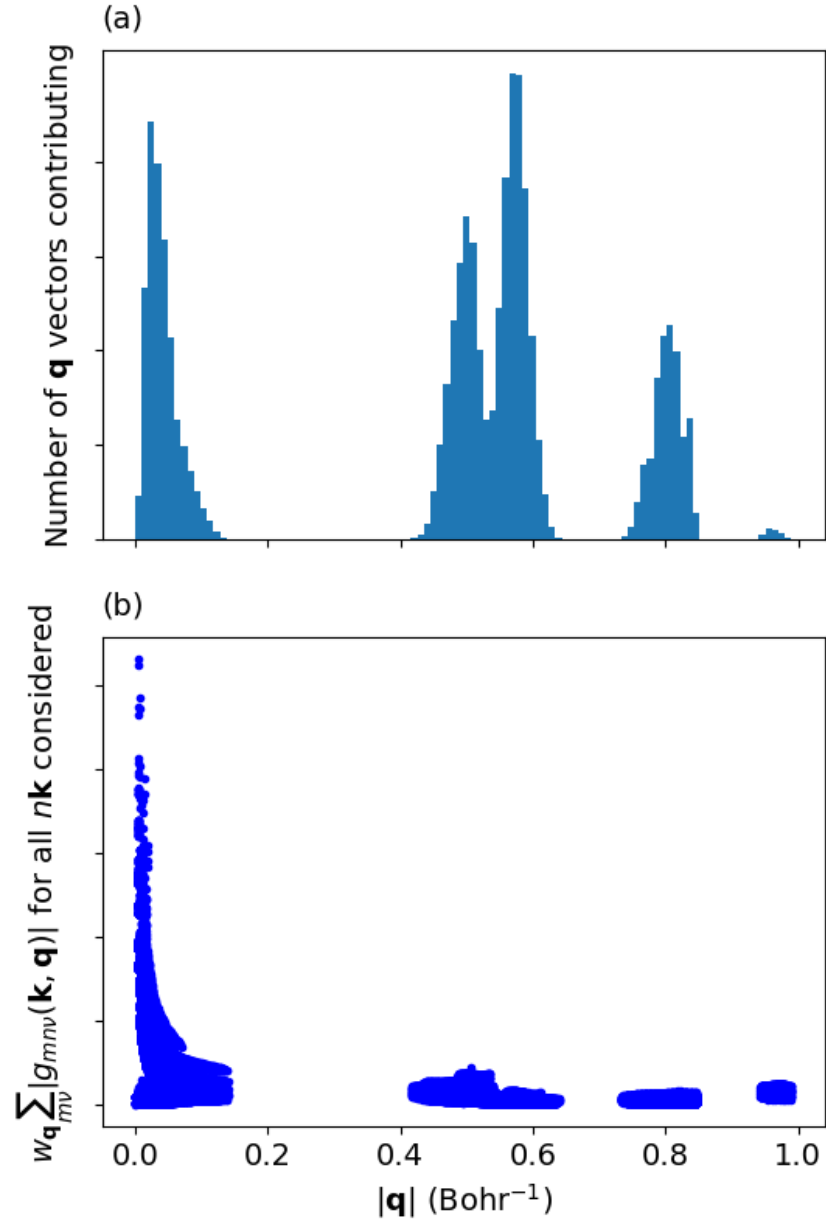 (a)
Number of q vectors contributing
(b)
w_q ∑_{mν} |g_{mnν}(k, q)| for all nk considered
0.0 0.2 0.4 0.6 0.8 1.0
|q| (Bohr⁻¹)